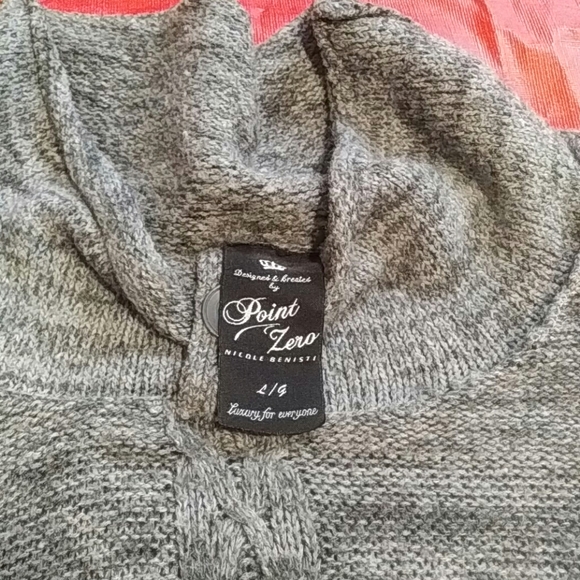 Designed & Created
by
Point
Zero
NICOLE BENISTI
L/G
Luxury for everyone